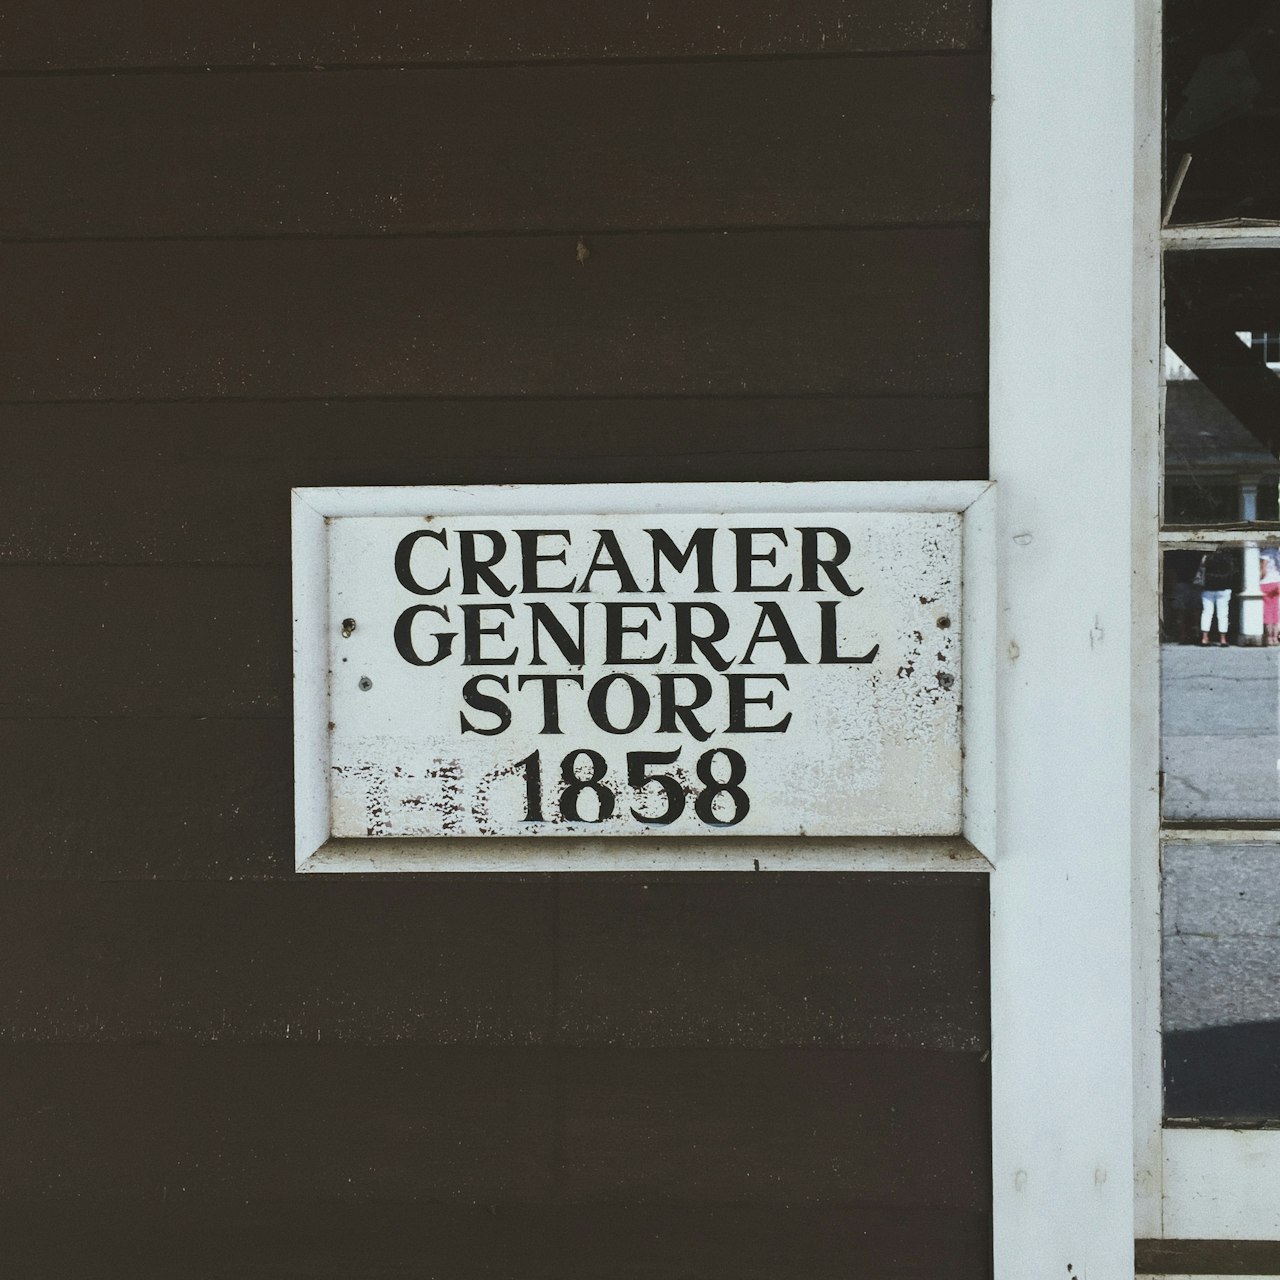 CREAMER
GENERAL
STORE
1858